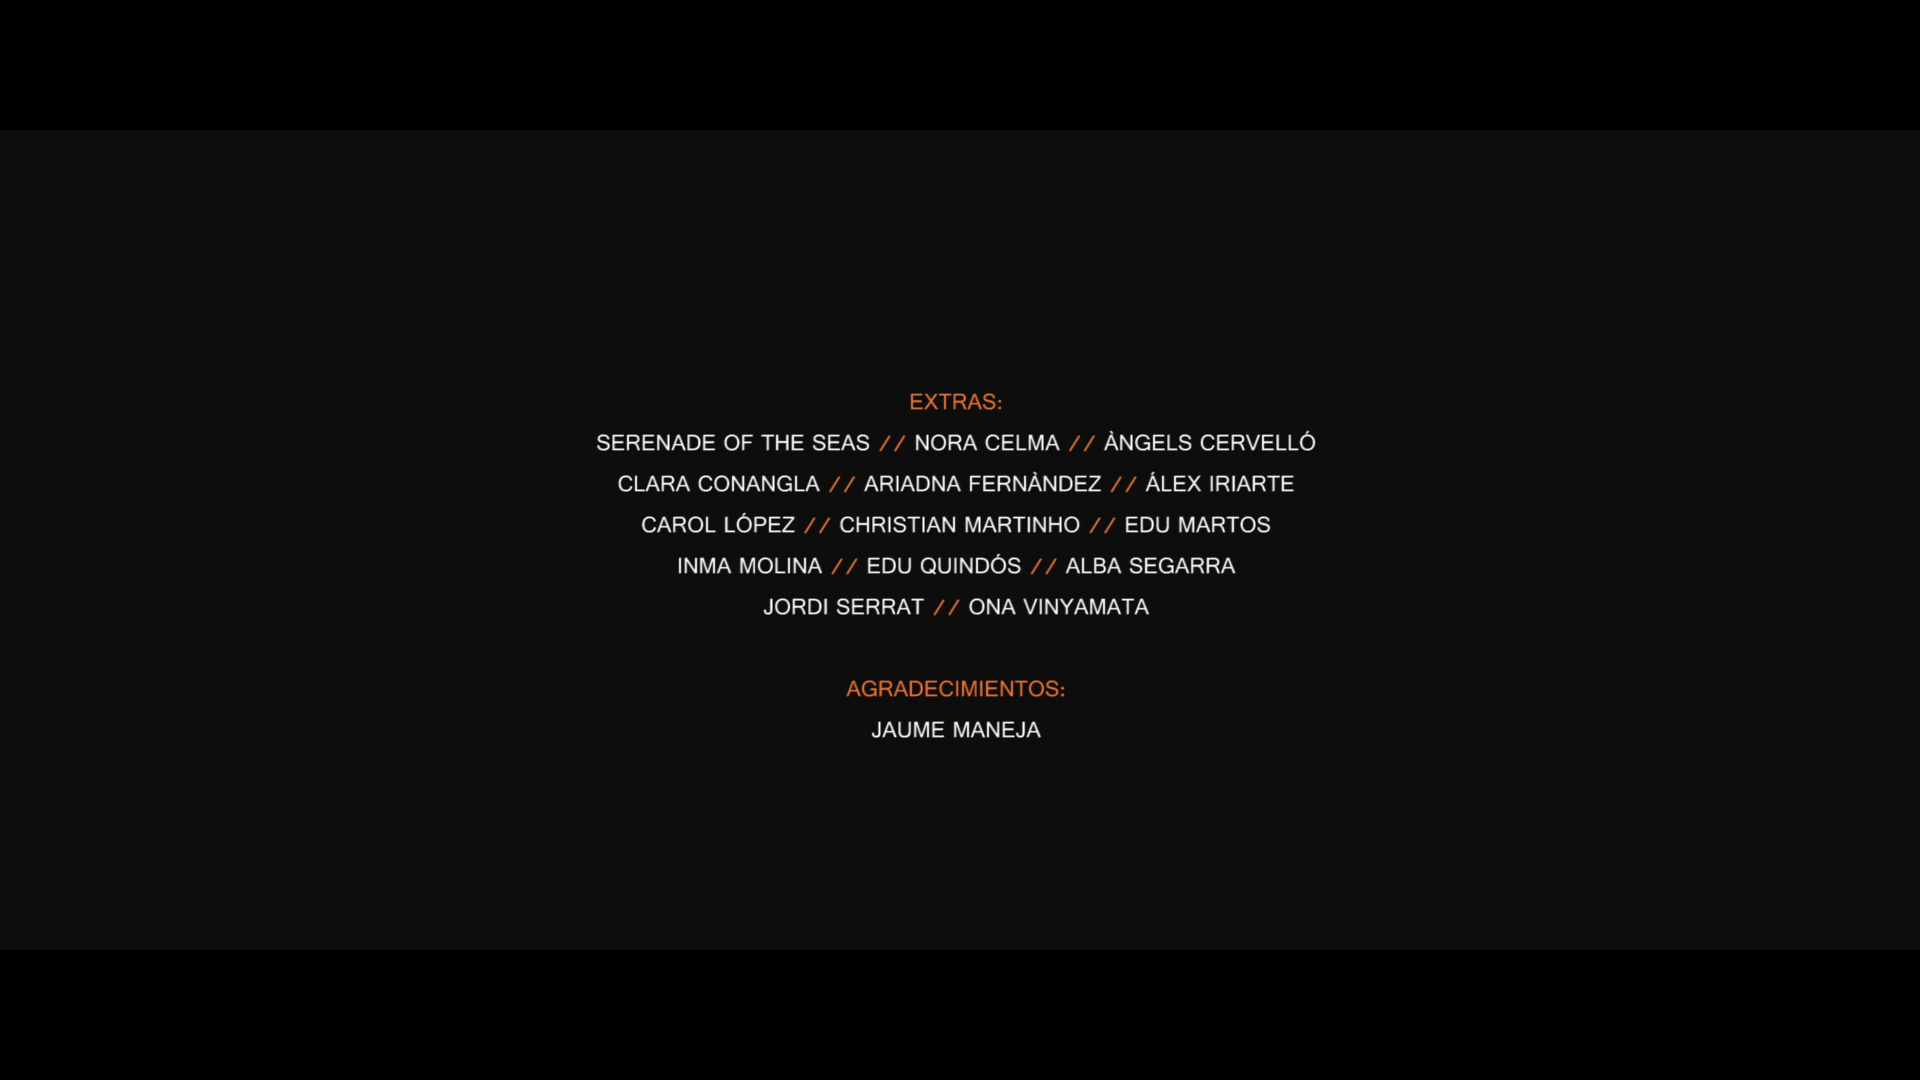 EXTRAS:
SERENADE OF THE SEAS // NORA CELMA // ÀNGELS CERVELLÓ
CLARA CONANGLA // ARIADNA FERNÀNDEZ // ÁLEX IRIARTE
CAROL LÓPEZ // CHRISTIAN MARTINHO // EDU MARTOS
INMA MOLINA // EDU QUINDÓS // ALBA SEGARRA
JORDI SERRAT // ONA VINYAMATA
AGRADECIMIENTOS:
JAUME MANEJA